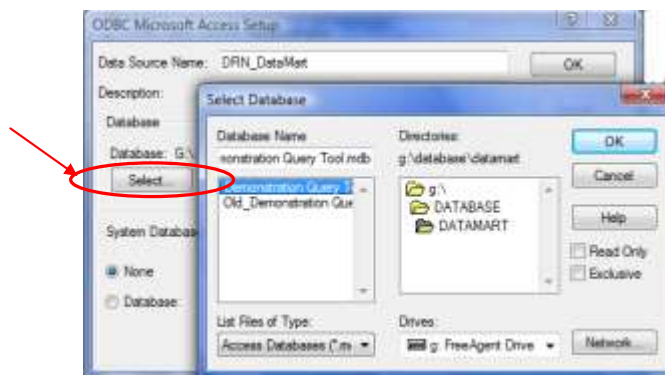 ODBC Microsoft Access Setup
Data Source Name: DRN_DataMart
OK
Description:
Database
Database: G:\
Select...
System Databas
None
Database
Select Database
Database Name
onstration Query Tool.mdb
Demonstration Query T
Old_Demonstration Que
List Files of Type:
Access Databases (*.m
Directories:
g:\database\datamart
g:\
DATABASE
DATAMART
Drives:
g: FreeAgent Drive
OK
Cancel
Help
Read Only
Exclusive
Network...